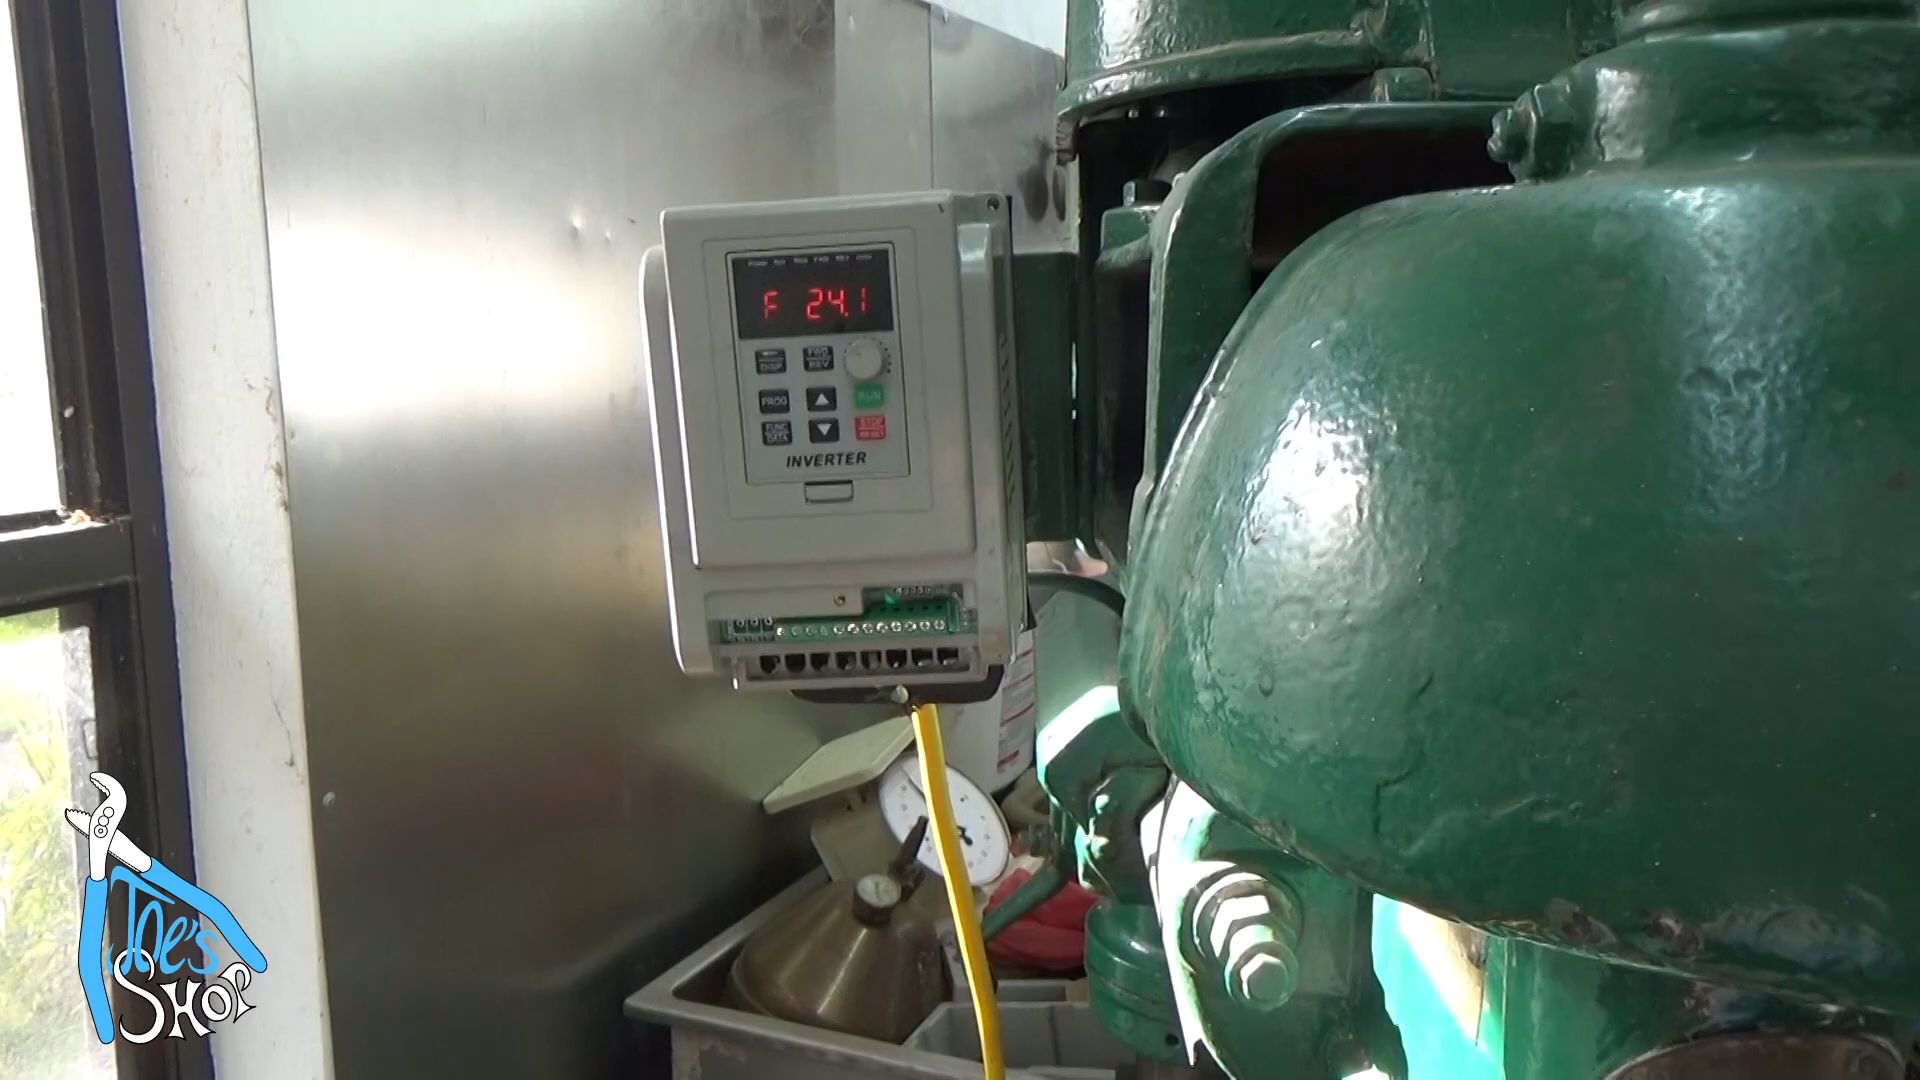 F 24.1
DISP
FWD
REV
PROG
RUN
FUNC
DATA
STOP
RESET
INVERTER
Joe's
SHOP